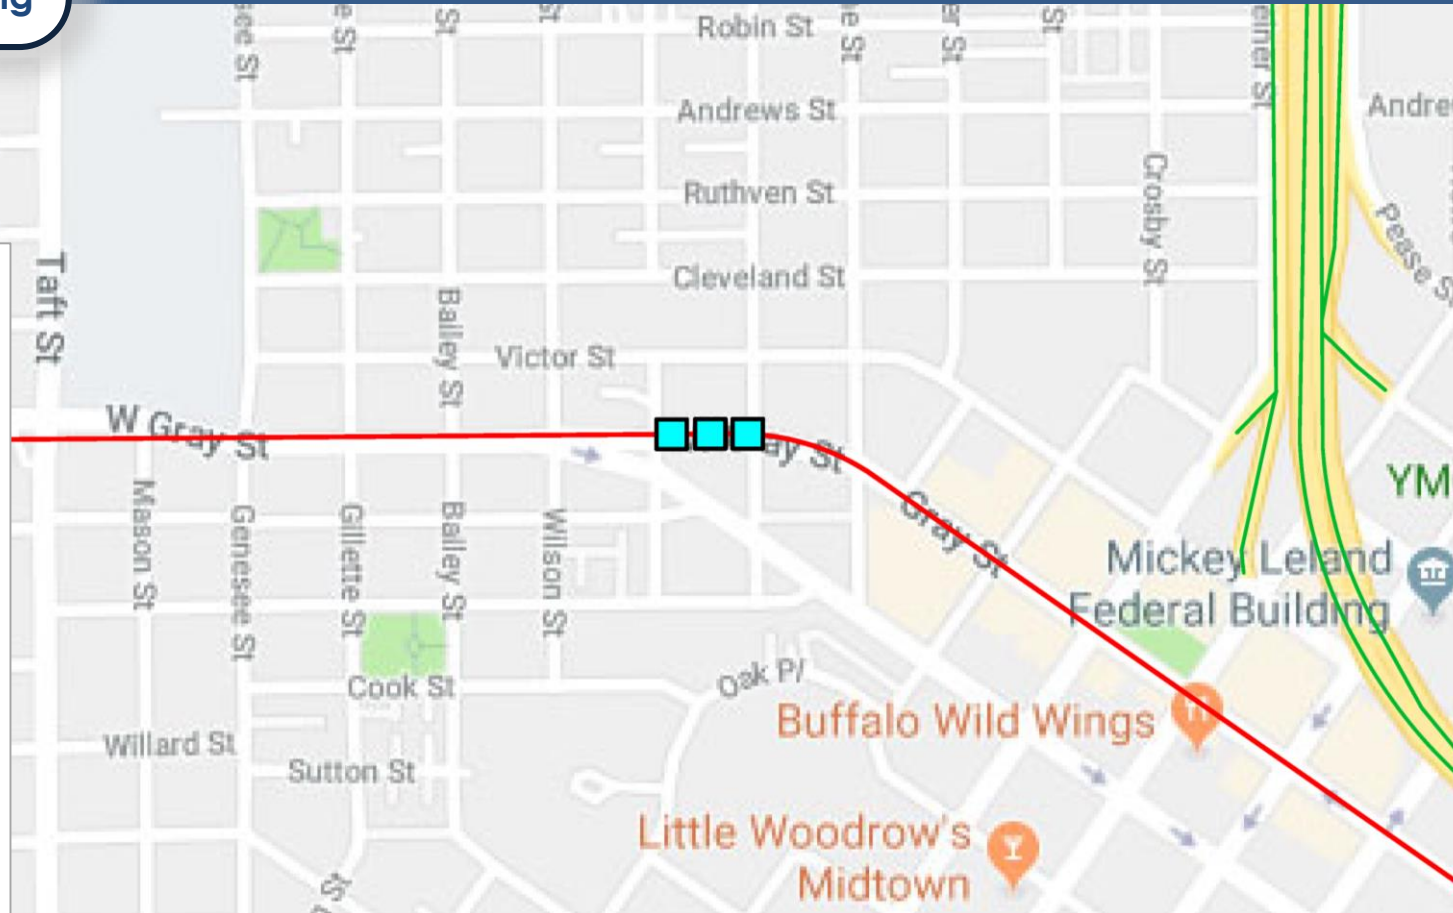 Robin St
Andrews St
Ruthven St
Crosby St
Cleveland St
Taft St
Bailey St
Victor St
W Gray St
Gray St
Mason St
Genesee St
Gillette St
Bailey St
Wilson St
Mickey Leland
Federal Building
Cook St
Oak Pl
Buffalo Wild Wings
Willard St
Sutton St
Little Woodrow's
Midtown